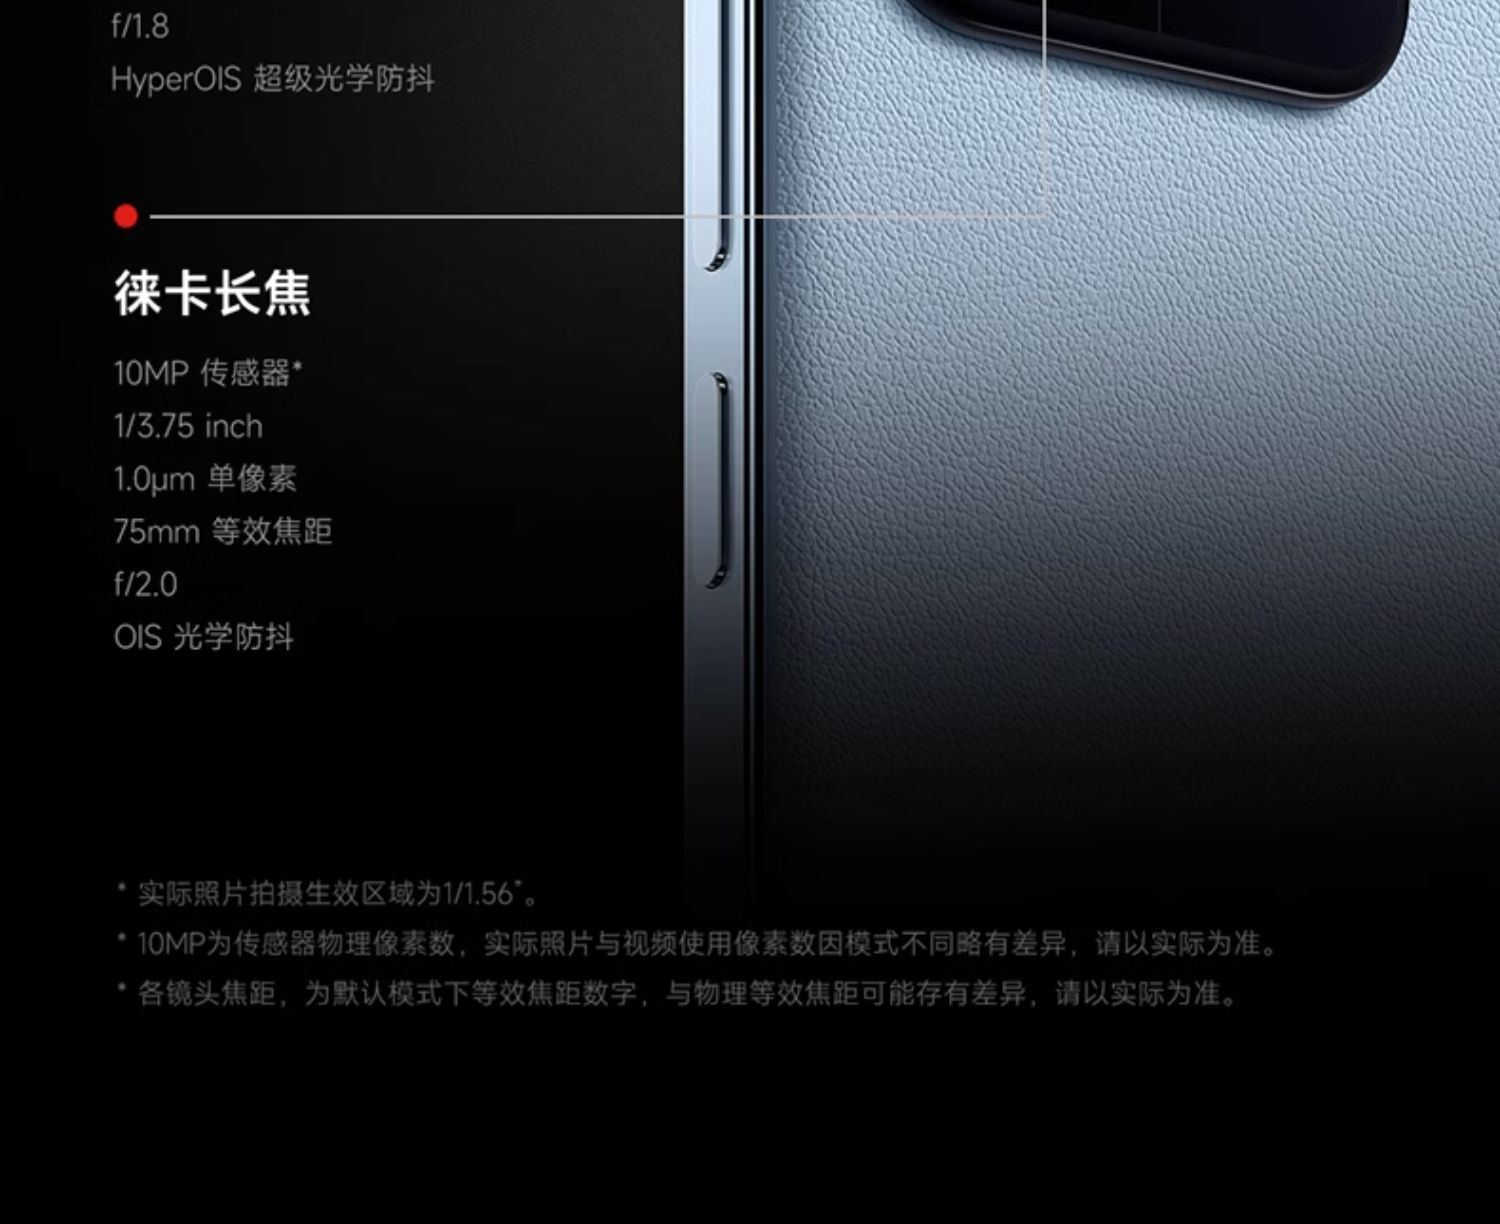 f/1.8
HyperOIS 超级光学防抖
徕卡长焦
10MP 传感器*
1/3.75 inch
1.0μm 单像素
75mm 等效焦距
f/2.0
OIS 光学防抖
* 实际照片拍摄生效区域为1/1.56"。
* 10MP为传感器物理像素数，实际照片与视频使用像素数因模式不同略有差异，请以实际为准。
* 各镜头焦距，为默认模式下等效焦距数字，与物理等效焦距可能存有差异，请以实际为准。